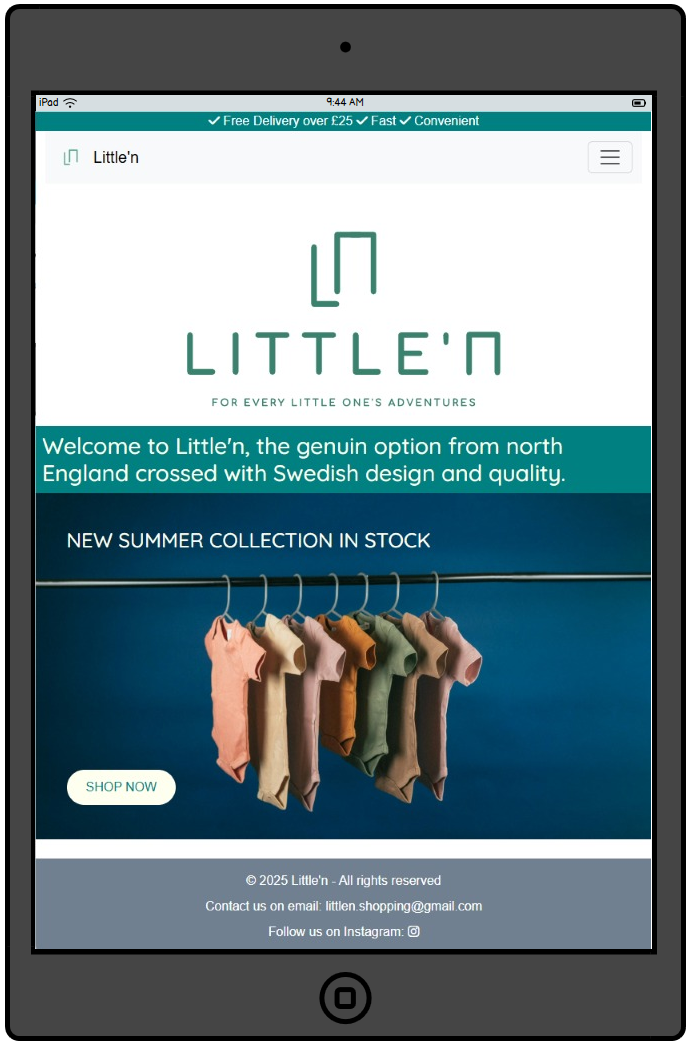 iPad 9:44 AM
Free Delivery over £25 Fast Convenient
Little'n
LITTLE'N
FOR EVERY LITTLE ONE'S ADVENTURES
Welcome to Little'n, the genuin option from north
England crossed with Swedish design and quality.
NEW SUMMER COLLECTION IN STOCK
SHOP NOW
© 2025 Little'n - All rights reserved
Contact us on email: littlen.shopping@gmail.com
Follow us on Instagram: